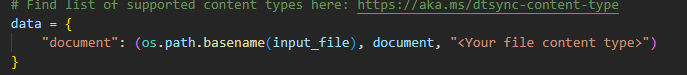 # Find list of supported content types here: https://aka.ms/dtsync-content-type
data = {
    "document": (os.path.basename(input_file), document, "<Your file content type>")
}